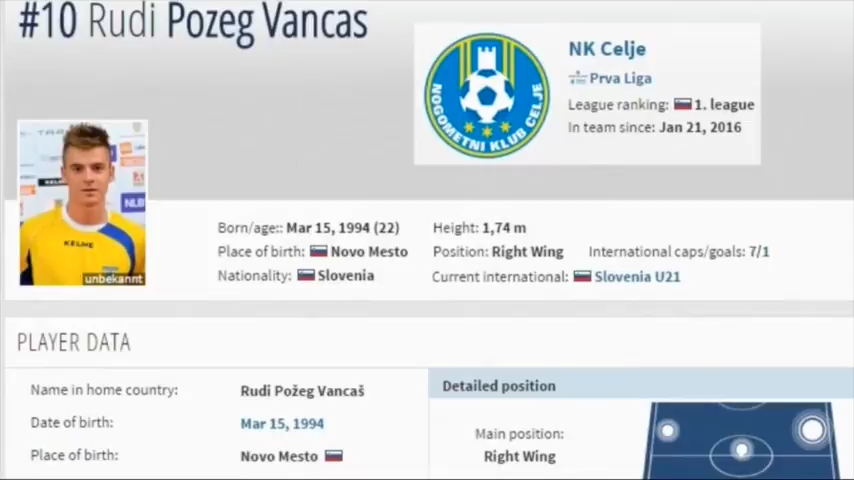 #10 Rudi Pozeg Vancas
NOGOMETNI KLUB CELJE
NK Celje
Prva Liga
League ranking: 1. league
In team since: Jan 21, 2016
KELME
NLB
unbekannt
Born/age:: Mar 15, 1994 (22)
Height: 1,74 m
Place of birth: Novo Mesto
Position: Right Wing
International caps/goals: 7/1
Nationality: Slovenia
Current international: Slovenia U21
PLAYER DATA
Name in home country: Rudi Požeg Vancaš
Detailed position
Date of birth: Mar 15, 1994
Main position:
Right Wing
Place of birth: Novo Mesto